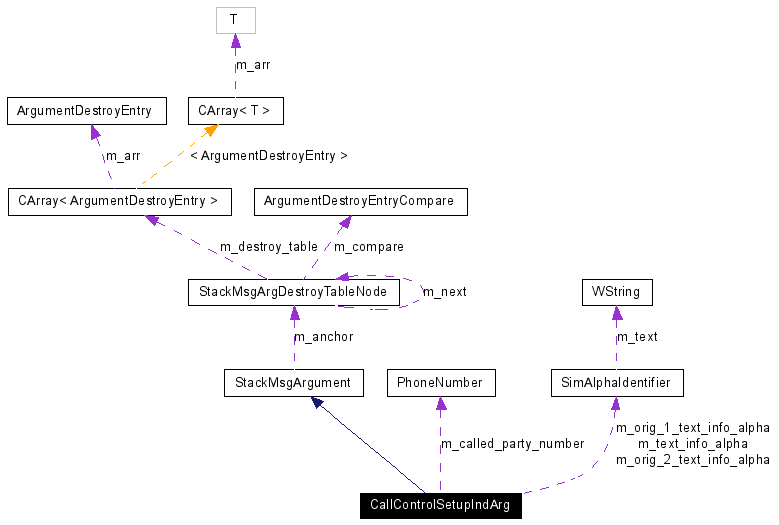 T
m_arr
ArgumentDestroyEntry
CArray< T >
m_arr
< ArgumentDestroyEntry >
CArray< ArgumentDestroyEntry >
ArgumentDestroyEntryCompare
m_destroy_table
m_compare
StackMsgArgDestroyTableNode
m_next
WString
m_anchor
m_text
StackMsgArgument
PhoneNumber
SimAlphaIdentifier
m_called_party_number
m_orig_1_text_info_alpha
m_text_info_alpha
m_orig_2_text_info_alpha
CallControlSetupIndArg